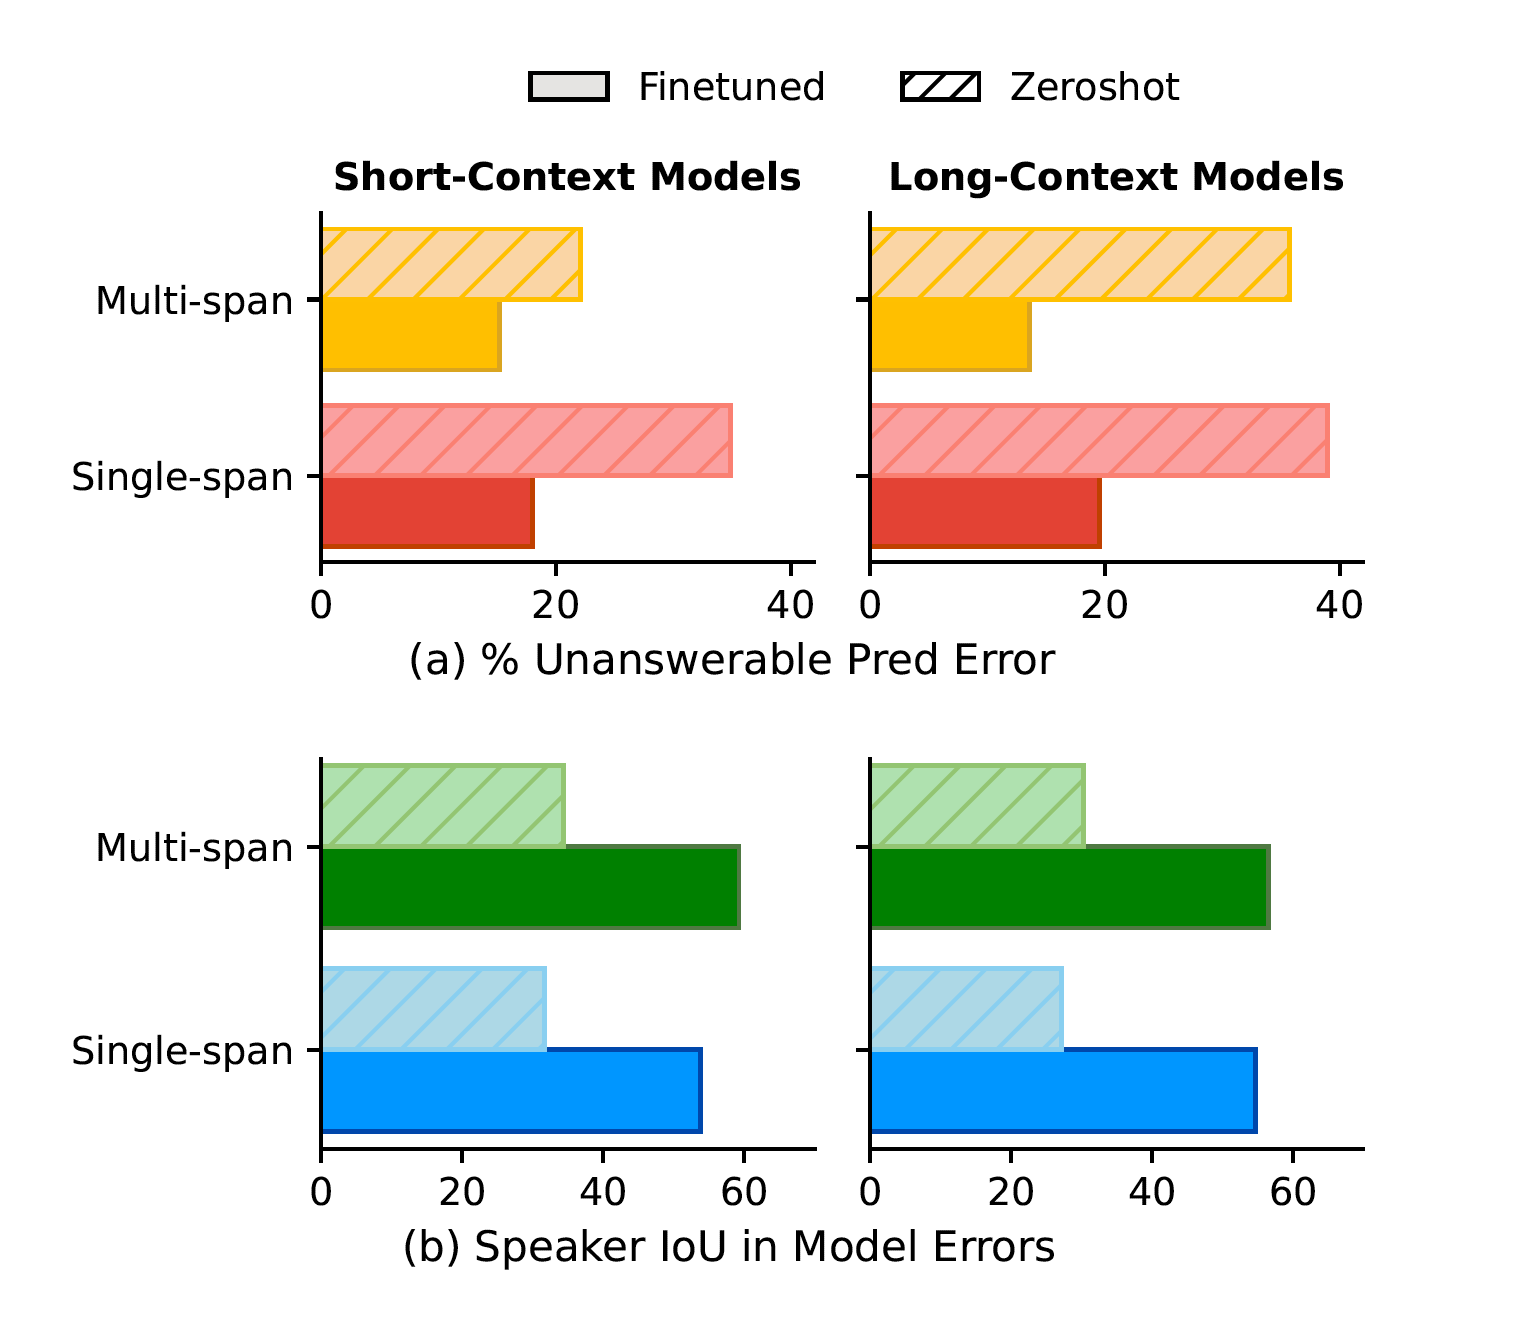 Finetuned Zeroshot
Short-Context Models Long-Context Models
Multi-span
Single-span
0 20 40 0 20 40
(a) % Unanswerable Pred Error
Multi-span
Single-span
0 20 40 60 0 20 40 60
(b) Speaker IoU in Model Errors